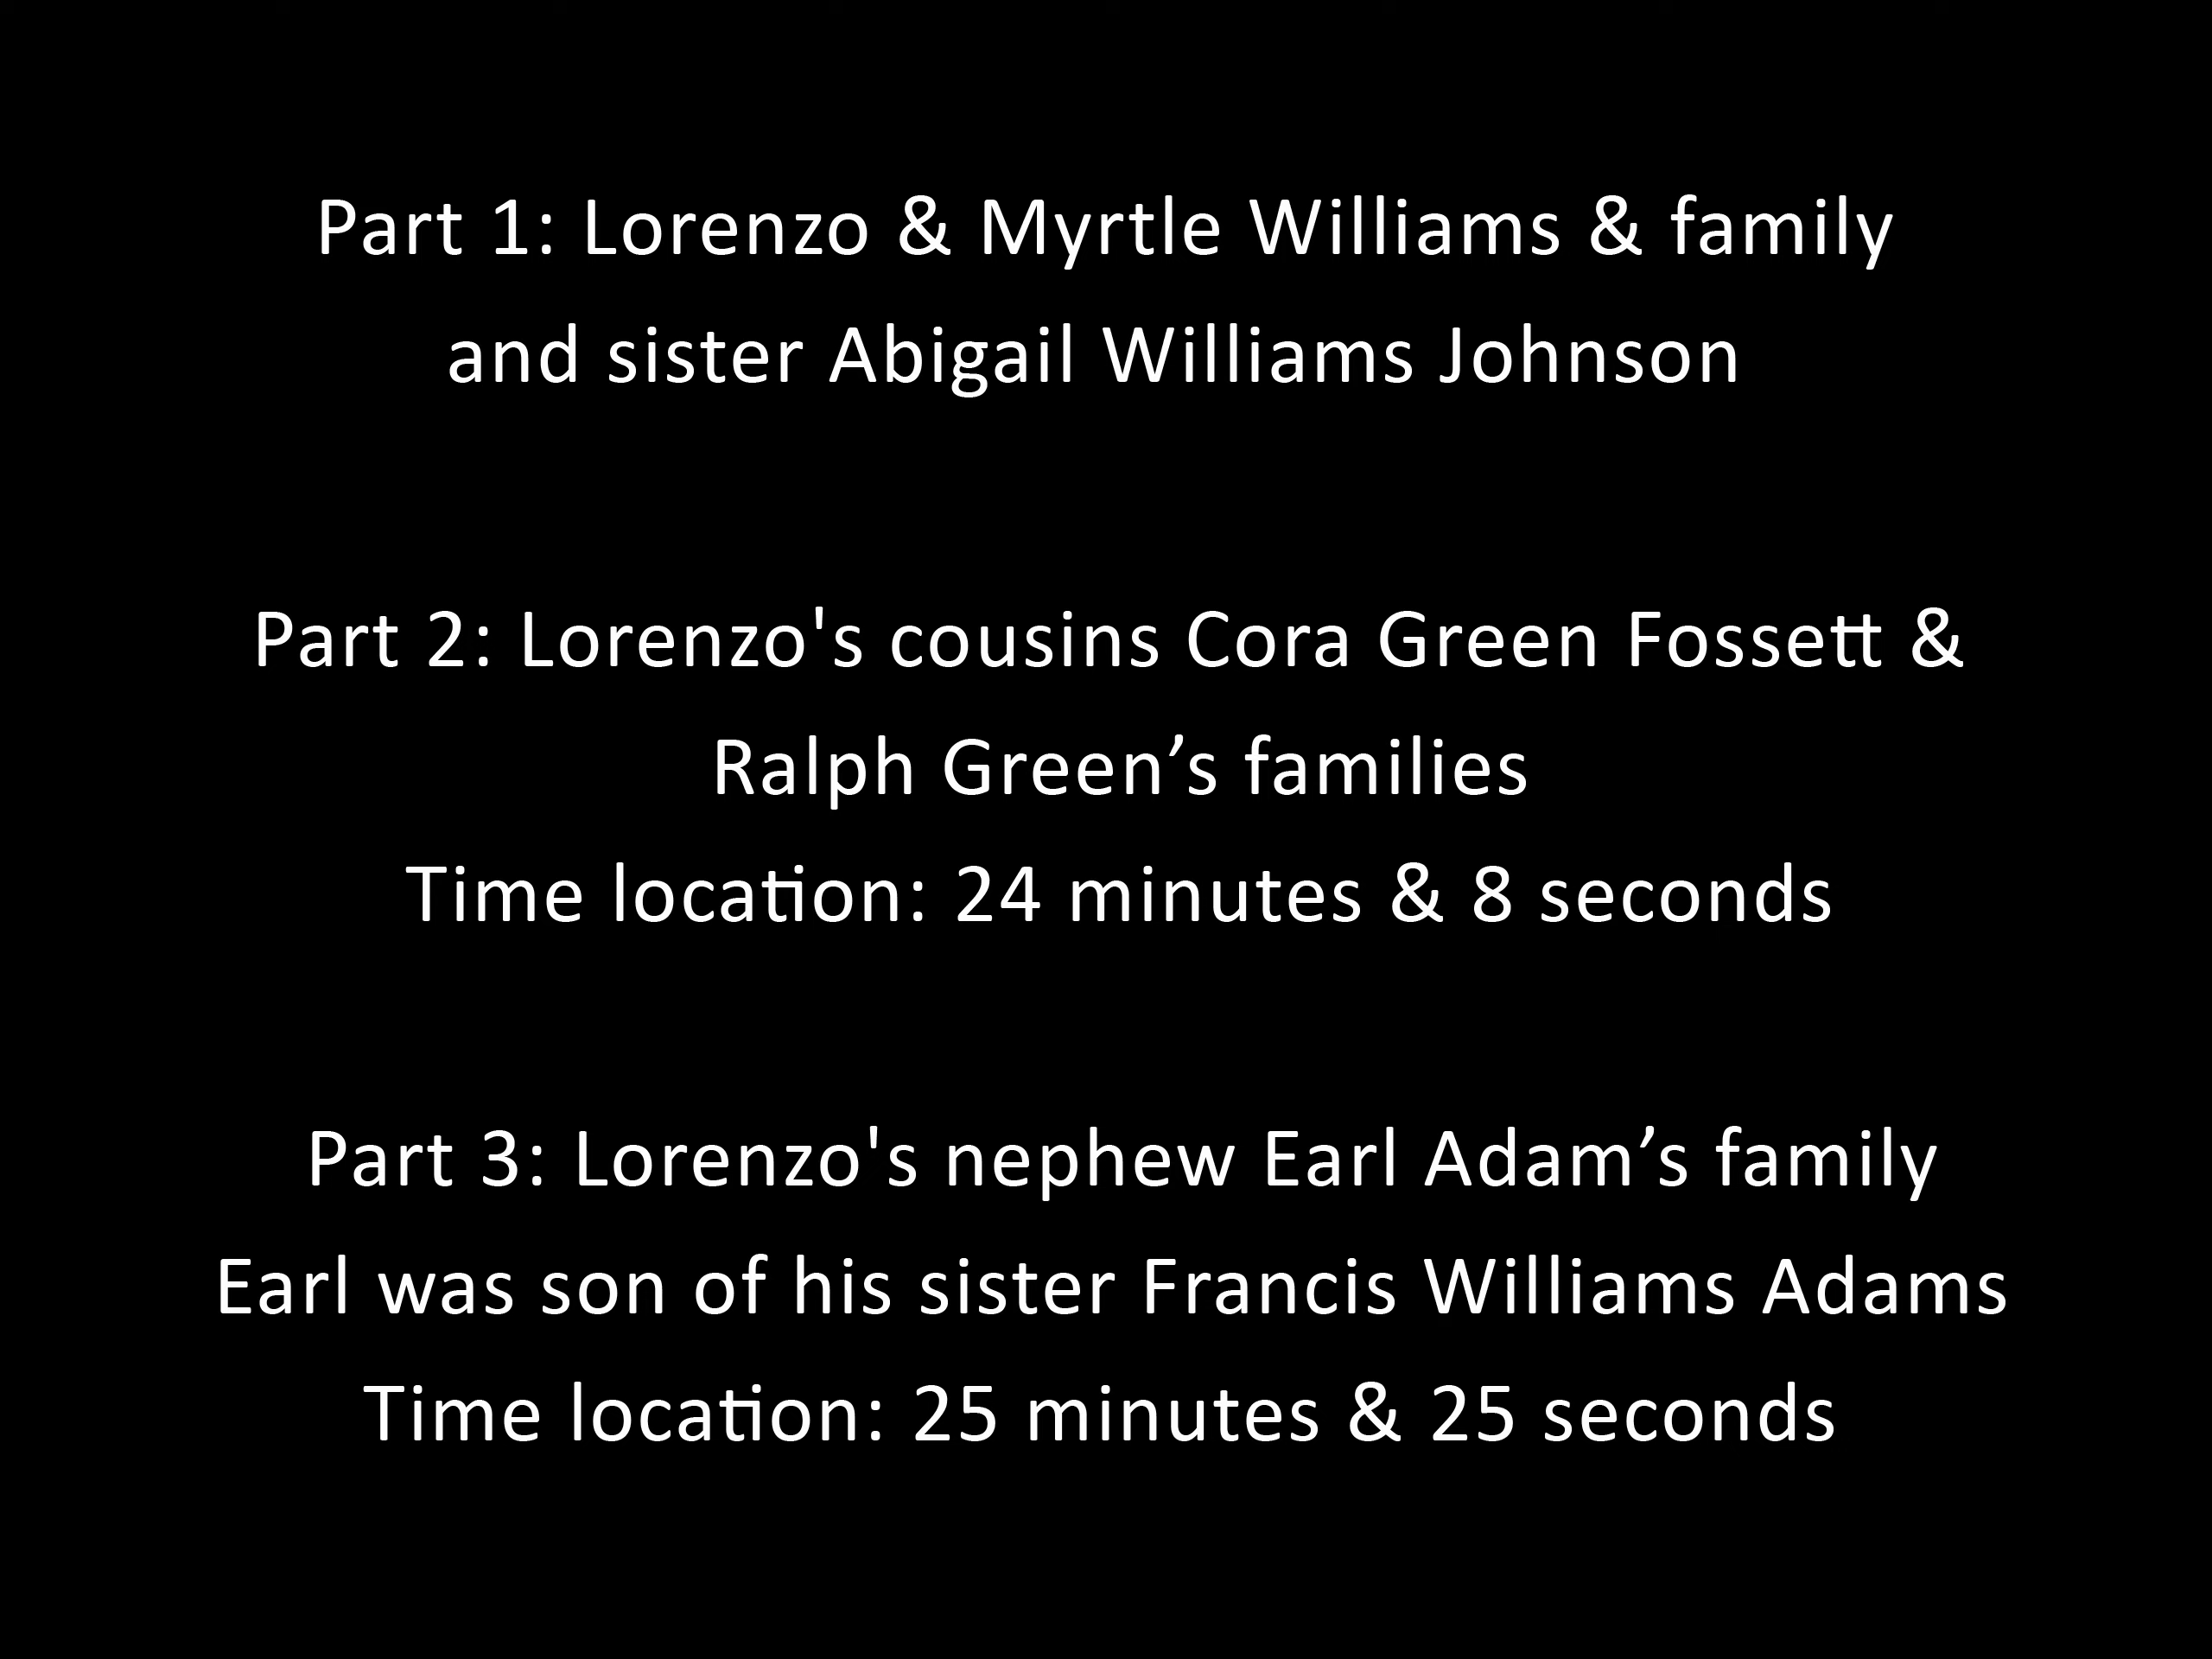 Part 1: Lorenzo & Myrtle Williams & family
and sister Abigail Williams Johnson
Part 2: Lorenzo's cousins Cora Green Fossett &
Ralph Green’s families
Time location: 24 minutes & 8 seconds
Part 3: Lorenzo's nephew Earl Adam’s family
Earl was son of his sister Francis Williams Adams
Time location: 25 minutes & 25 seconds